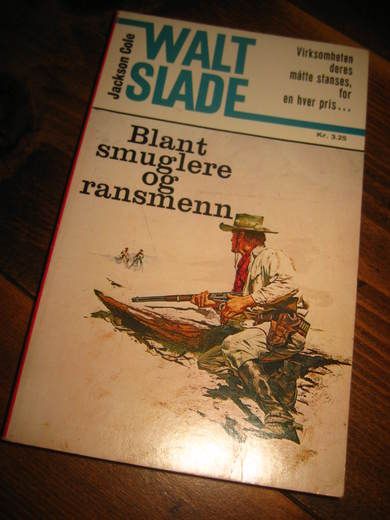 Jackson Cole
WALT
SLADE
Virksomheten
deres
måtte stanses,
for
en hver pris...
Kr. 3.25
Blant
smuglere
og
ransmenn